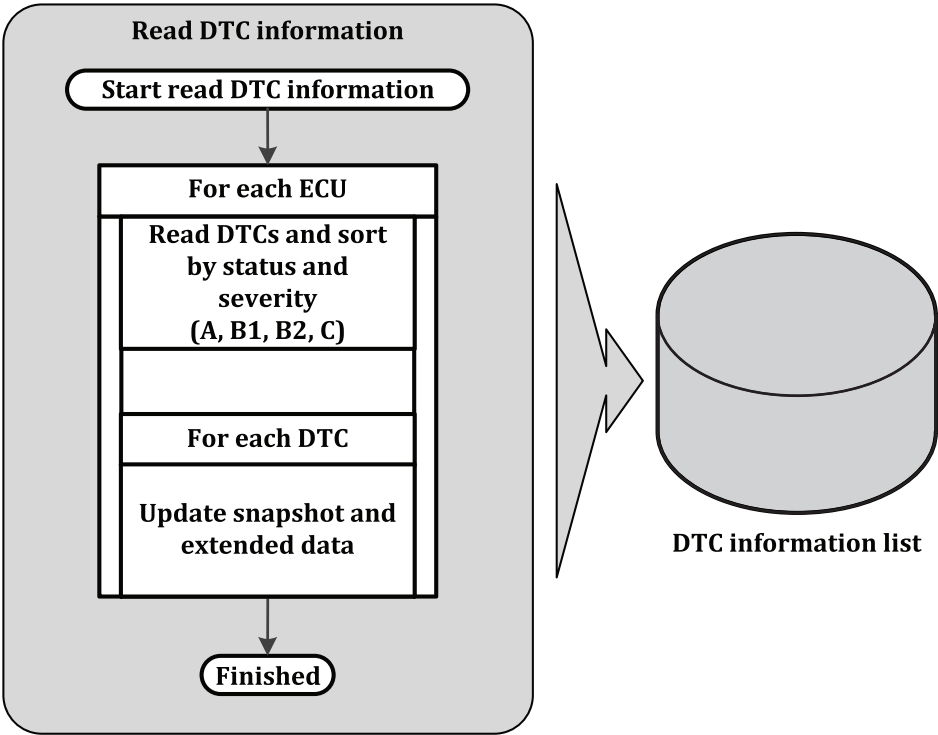 Read DTC information
Start read DTC information
For each ECU
Read DTCs and sort
by status and
severity
(A, B1, B2, C)
For each DTC
Update snapshot and
extended data
Finished
DTC information list